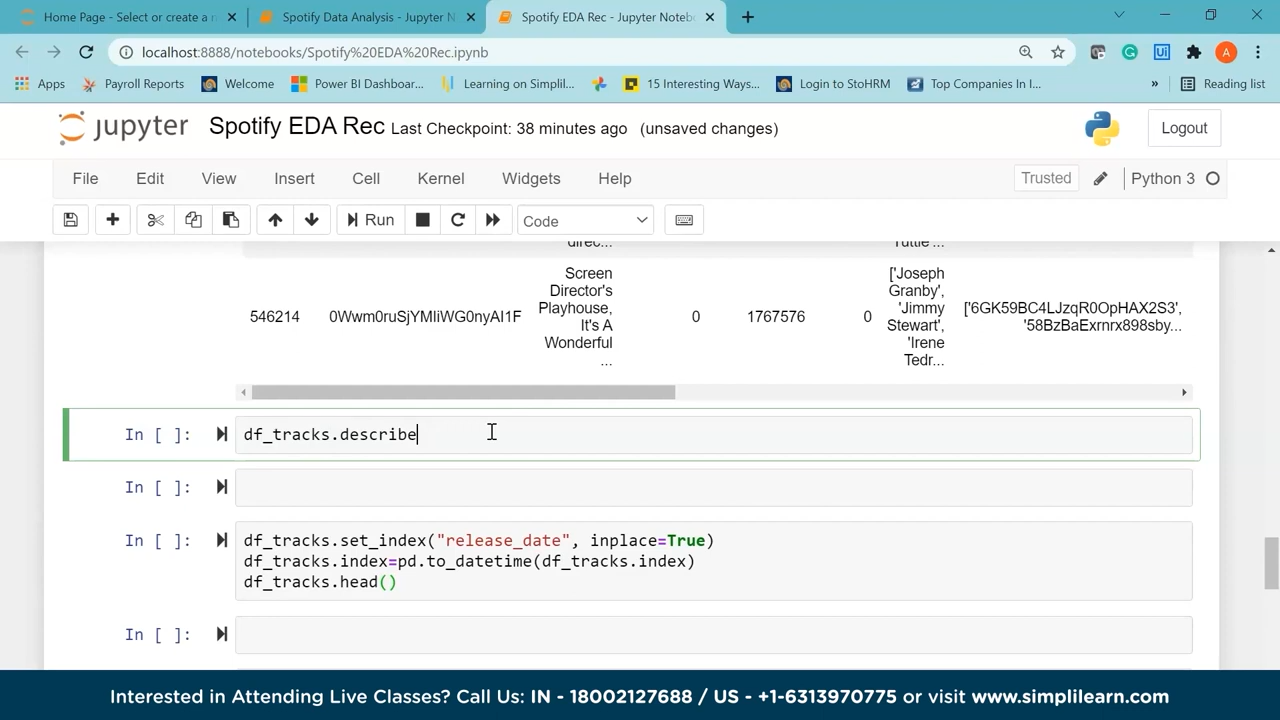 Home Page - Select or create a n
Spotify Data Analysis - Jupyter N
Spotify EDA Rec - Jupyter Notebo
localhost:8888/notebooks/Spotify%20EDA%20Rec.ipynb
A
Apps
Payroll Reports
Welcome
Power BI Dashboar...
Learning on Simplil...
15 Interesting Ways...
Login to StoHRM
Top Companies In I...
»
Reading list
jupyter
Spotify EDA Rec Last Checkpoint: 38 minutes ago (unsaved changes)
Logout
File Edit View Insert Cell Kernel Widgets Help
Trusted
Python 3
Run
Code
direc...
Tuttle ...
Screen
Director's
Playhouse,
It's A
Wonderful
...
['Joseph
Granby',
'Jimmy
Stewart',
'Irene
Tedr...
546214 0Wwm0ruSjYMliWG0nyAI1F 0 1767576 0
['6GK59BC4LJzqR0OpHAX2S3',
'58BzBaExrnrx898sby...
In [ ]: df_tracks.describe
In [ ]:
In [ ]: df_tracks.set_index("release_date", inplace=True)
df_tracks.index=pd.to_datetime(df_tracks.index)
df_tracks.head()
In [ ]:
Interested in Attending Live Classes? Call Us: IN - 18002127688 / US - +1-6313970775 or visit www.simplilearn.com